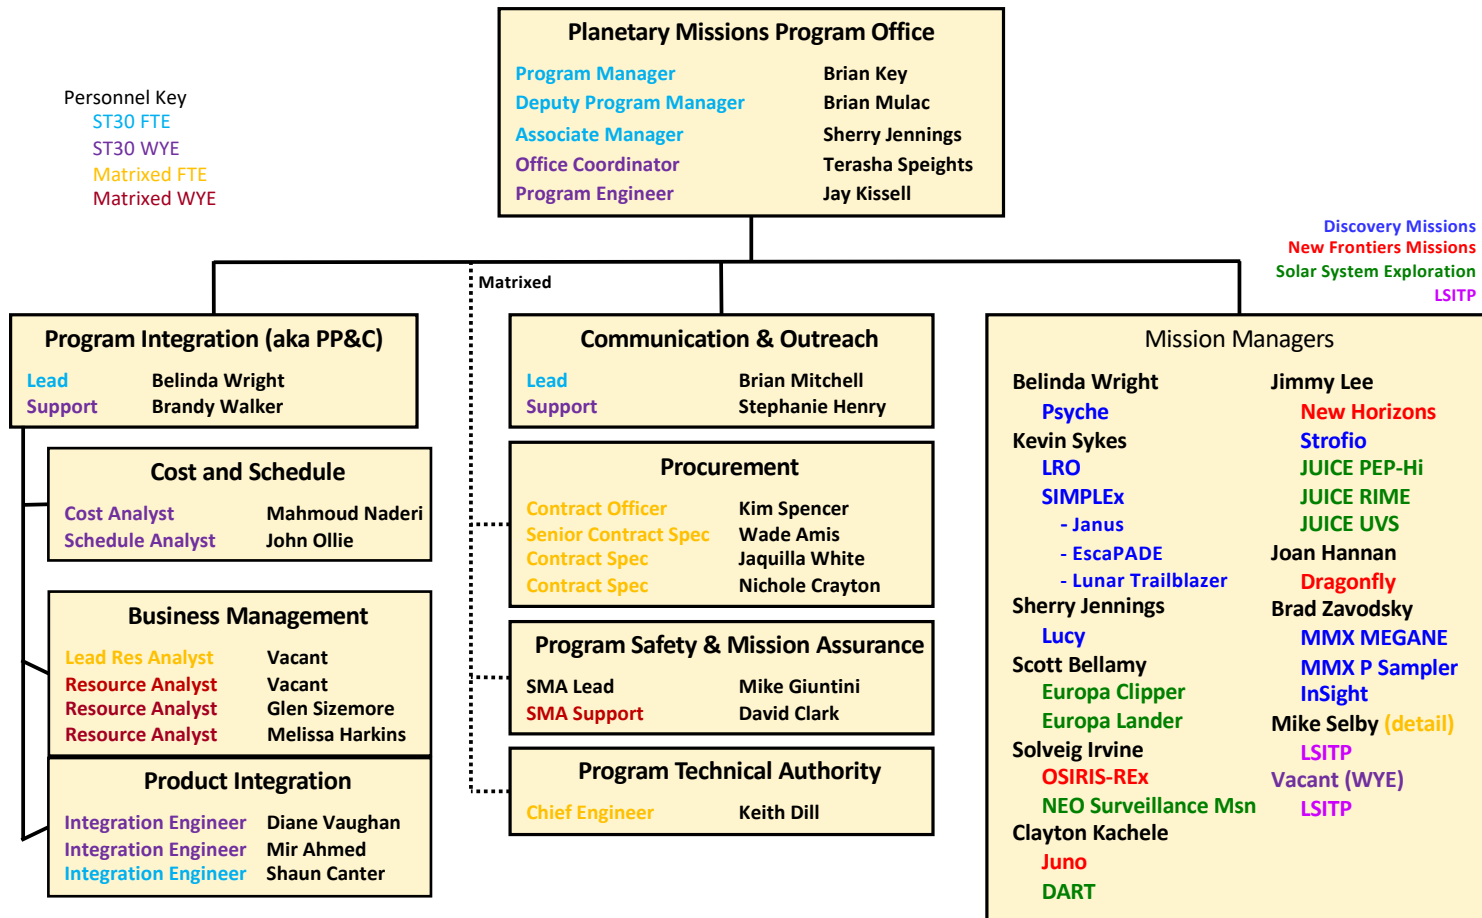 Planetary Missions Program Office
Program Manager Brian Key
Deputy Program Manager Brian Mulac
Associate Manager Sherry Jennings
Office Coordinator Terasha Speights
Program Engineer Jay Kissell
Personnel Key
ST30 FTE
ST30 WYE
Matrixed FTE
Matrixed WYE
Discovery Missions
New Frontiers Missions
Solar System Exploration
LSITP
Matrixed
Program Integration (aka PP&C)
Lead Belinda Wright
Support Brandy Walker
Cost and Schedule
Cost Analyst Mahmoud Naderi
Schedule Analyst John Ollie
Business Management
Lead Res Analyst Vacant
Resource Analyst Vacant
Resource Analyst Glen Sizemore
Resource Analyst Melissa Harkins
Product Integration
Integration Engineer Diane Vaughan
Integration Engineer Mir Ahmed
Integration Engineer Shaun Canter
Communication & Outreach
Lead Brian Mitchell
Support Stephanie Henry
Procurement
Contract Officer Kim Spencer
Senior Contract Spec Wade Amis
Contract Spec Jaquilla White
Contract Spec Nichole Crayton
Program Safety & Mission Assurance
SMA Lead Mike Giuntini
SMA Support David Clark
Program Technical Authority
Chief Engineer Keith Dill
Mission Managers
Belinda Wright
Psyche
Kevin Sykes
LRO
SIMPLEx
- Janus
- EscaPADE
- Lunar Trailblazer
Sherry Jennings
Lucy
Scott Bellamy
Europa Clipper
Europa Lander
Solveig Irvine
OSIRIS-REx
NEO Surveillance Msn
Clayton Kachele
Juno
DART
Jimmy Lee
New Horizons
Strofio
JUICE PEP-Hi
JUICE RIME
JUICE UVS
Joan Hannan
Dragonfly
Brad Zavodsky
MMX MEGANE
MMX P Sampler
InSight
Mike Selby (detail)
LSITP
Vacant (WYE)
LSITP